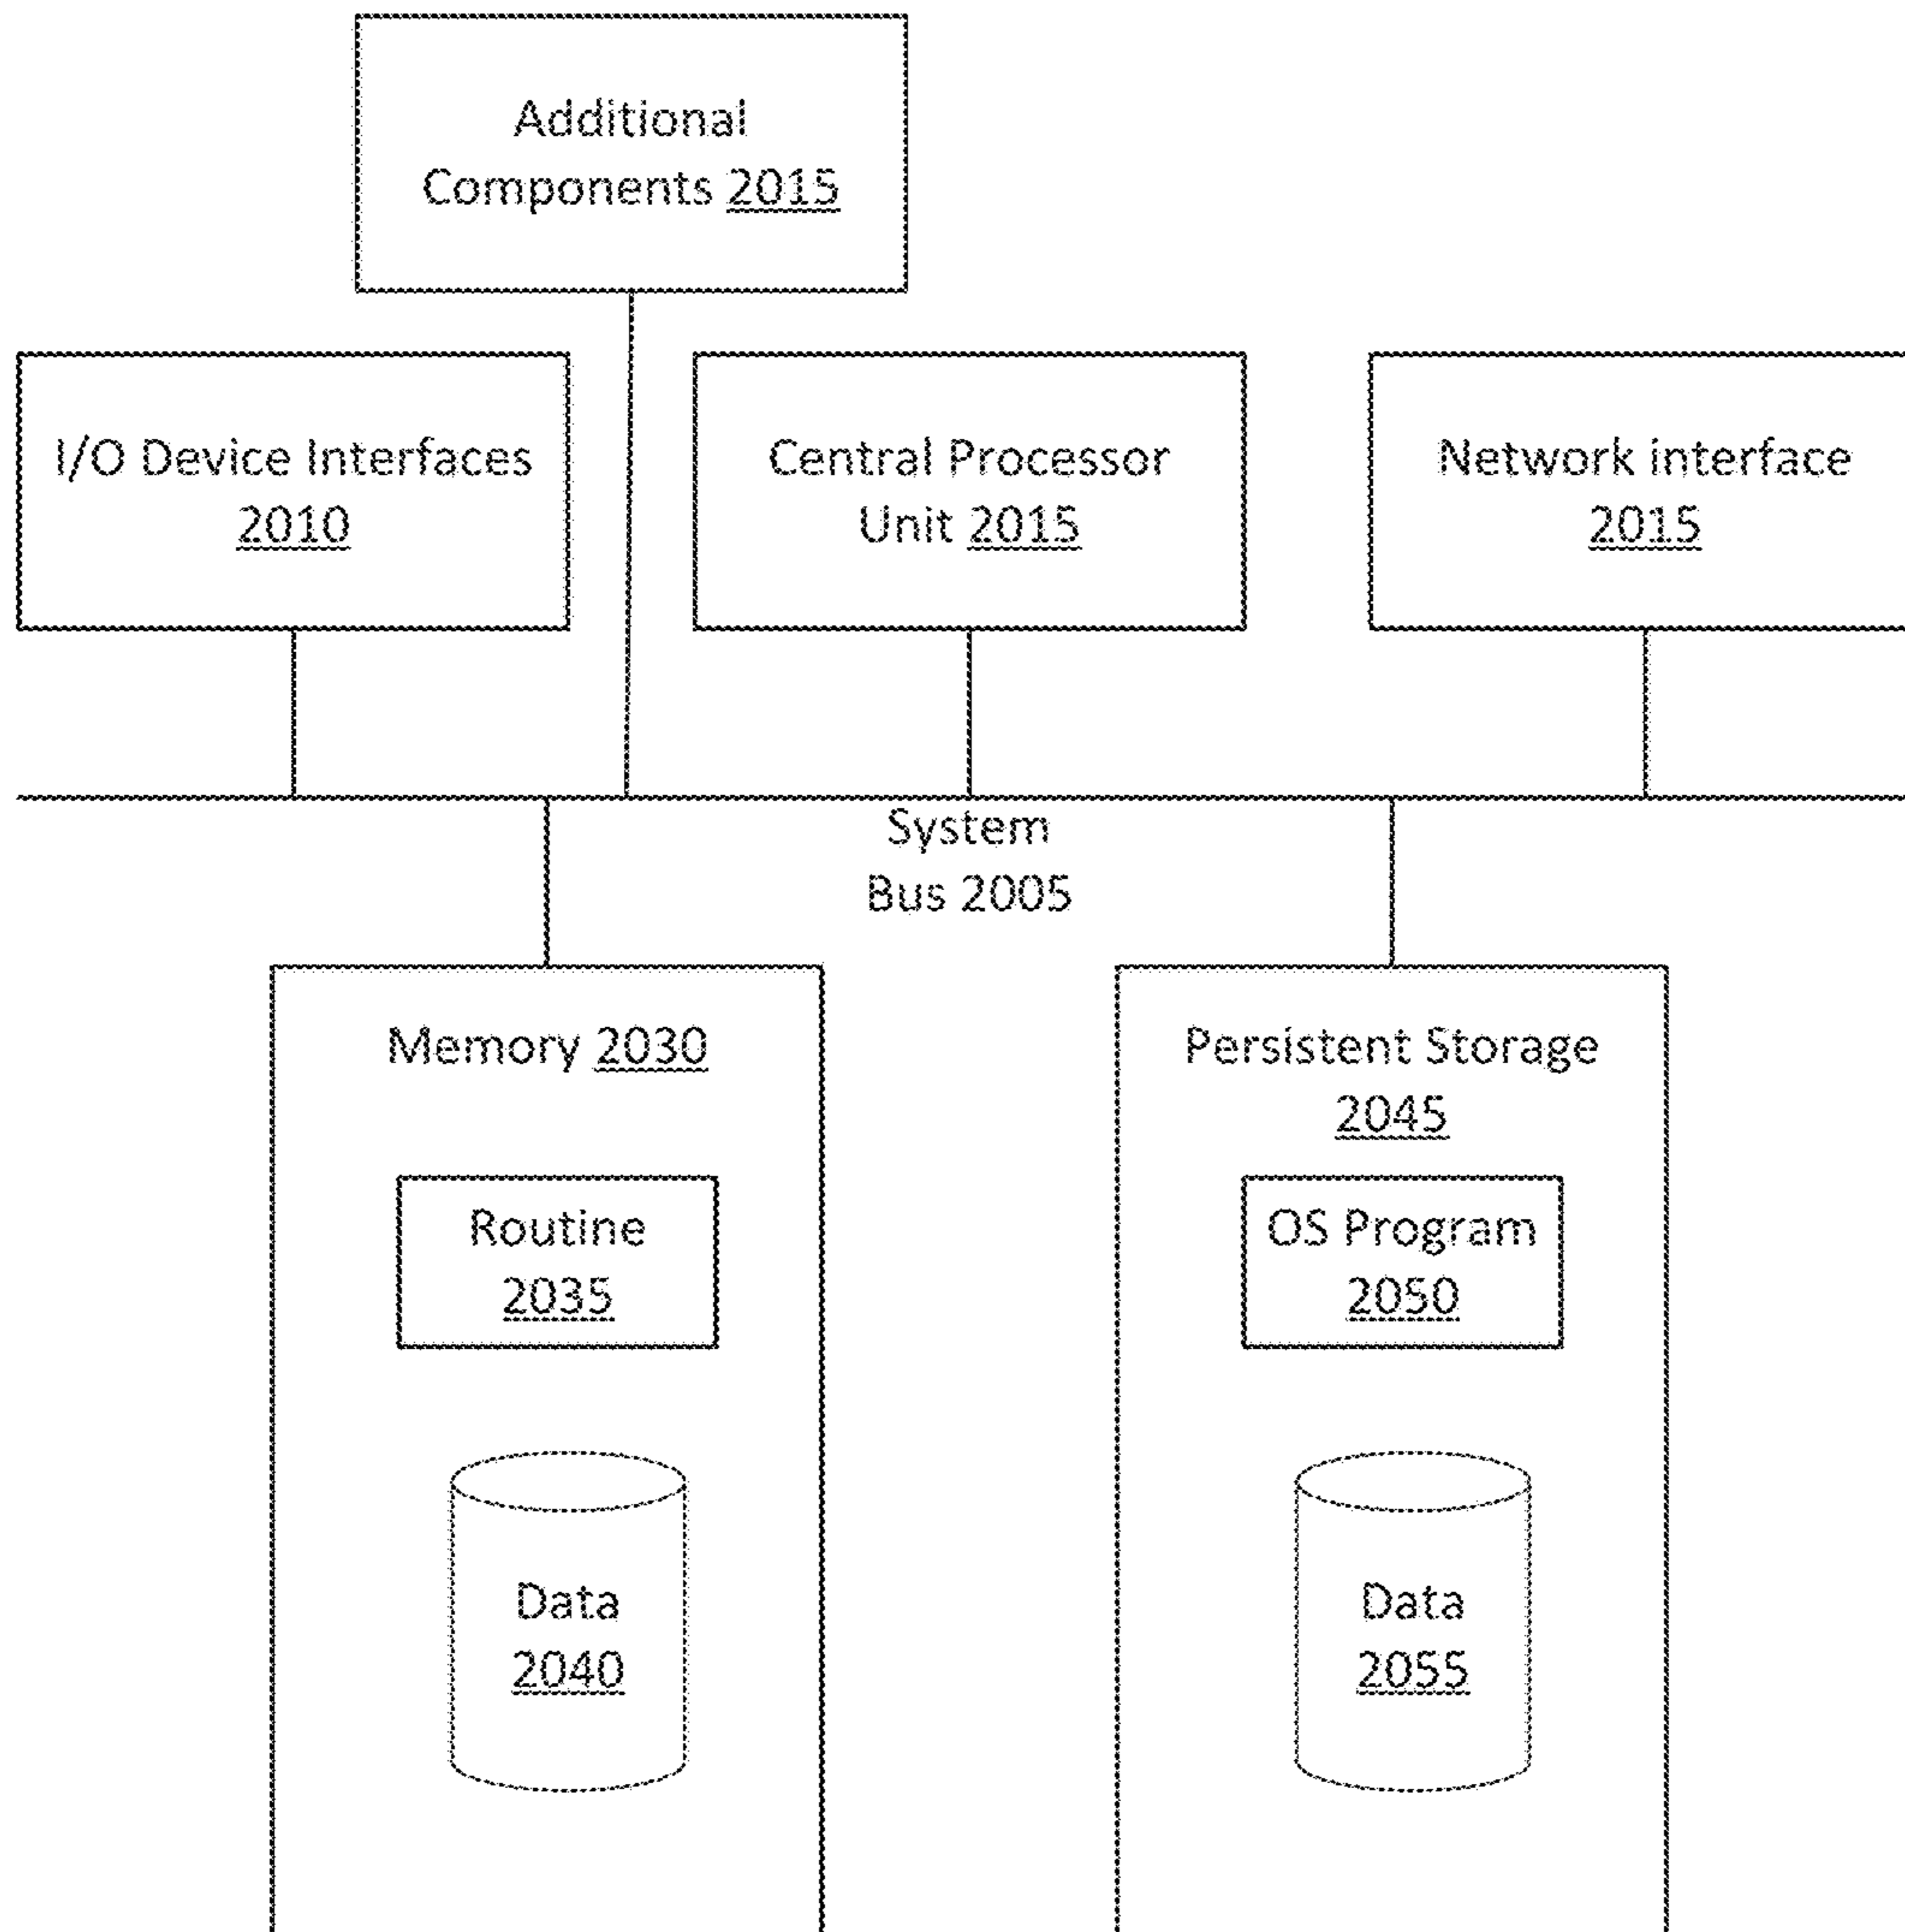 Additional
Components 2015
I/O Device Interfaces
2010
Central Processor
Unit 2015
Network interface
2015
System
Bus 2005
Memory 2030
Routine
2035
Data
2040
Persistent Storage
2045
OS Program
2050
Data
2055